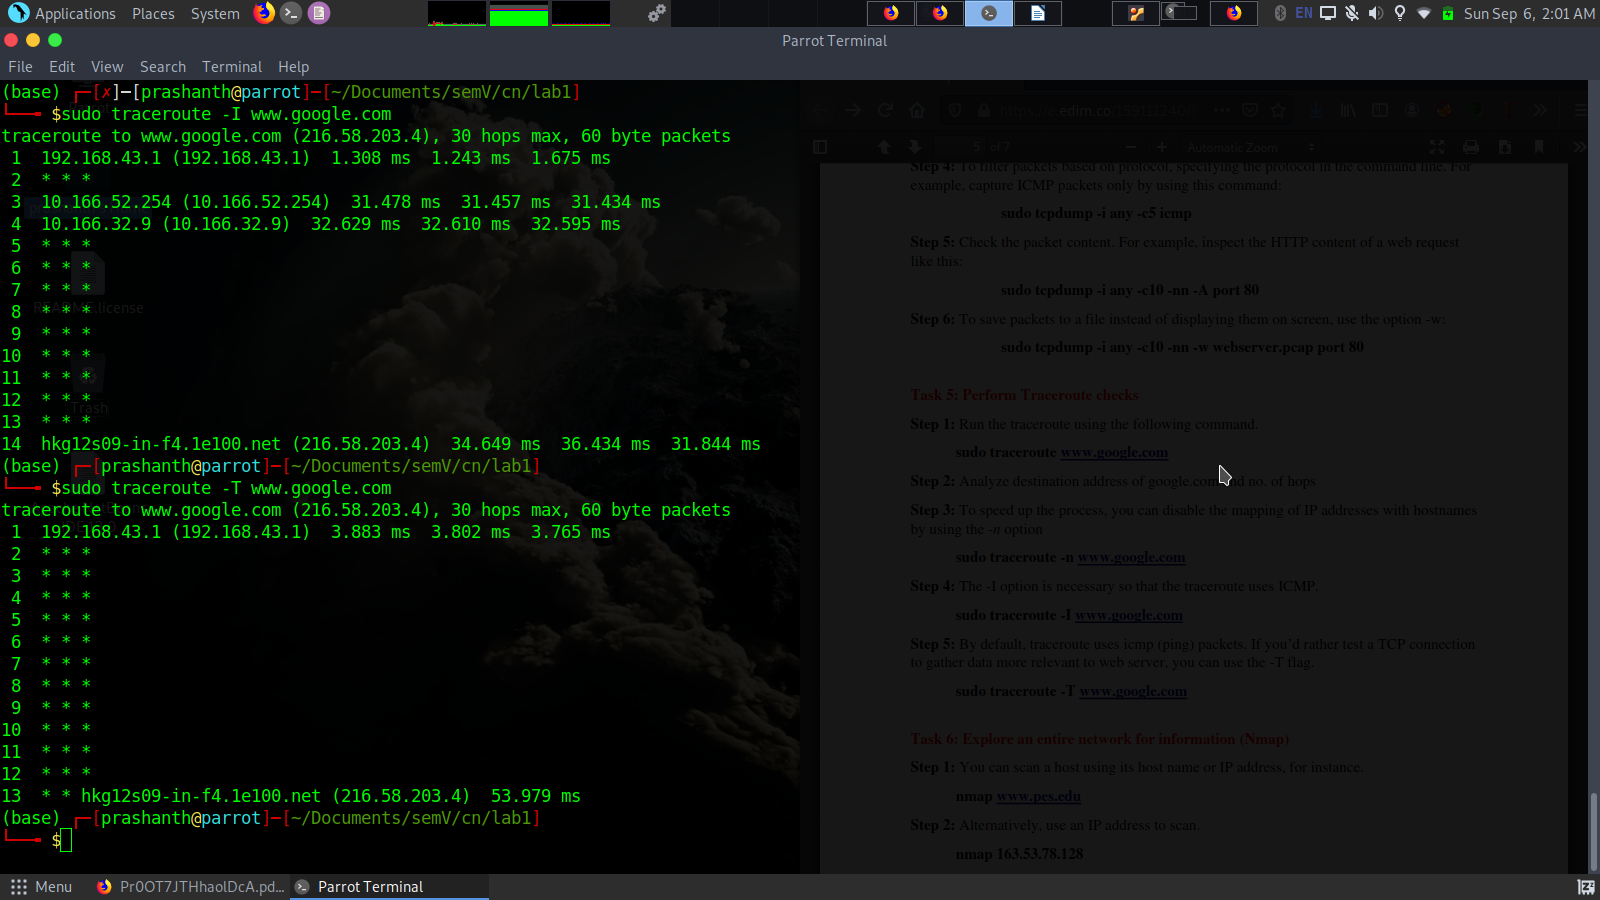 Applications Places System
EN Sun Sep 6, 2:01 AM
Parrot Terminal
File Edit View Search Terminal Help
(base) ┌─[✗]─[prashanth@parrot]─[~/Documents/semV/cn/lab1]
└──╼ $sudo traceroute -I www.google.com
traceroute to www.google.com (216.58.203.4), 30 hops max, 60 byte packets
1 192.168.43.1 (192.168.43.1) 1.308 ms 1.243 ms 1.675 ms
2 * * *
3 10.166.52.254 (10.166.52.254) 31.478 ms 31.457 ms 31.434 ms
4 10.166.32.9 (10.166.32.9) 32.629 ms 32.610 ms 32.595 ms
5 * * *
6 * * *
7 * * *
8 * * *
9 * * *
10 * * *
11 * * *
12 * * *
13 * * *
14 hkg12s09-in-f4.1e100.net (216.58.203.4) 34.649 ms 36.434 ms 31.844 ms
(base) ┌─[prashanth@parrot]─[~/Documents/semV/cn/lab1]
└──╼ $sudo traceroute -T www.google.com
traceroute to www.google.com (216.58.203.4), 30 hops max, 60 byte packets
1 192.168.43.1 (192.168.43.1) 3.883 ms 3.802 ms 3.765 ms
2 * * *
3 * * *
4 * * *
5 * * *
6 * * *
7 * * *
8 * * *
9 * * *
10 * * *
11 * * *
12 * * *
13 * * hkg12s09-in-f4.1e100.net (216.58.203.4) 53.979 ms
(base) ┌─[prashanth@parrot]─[~/Documents/semV/cn/lab1]
└──╼ $
.license
Trash
5 of 7
Automatic Zoom
Step 4: To filter packets based on protocol, specifying the protocol in the command line. For
example, capture ICMP packets only by using this command:
sudo tcpdump -i any -c5 icmp
Step 5: Check the packet content. For example, inspect the HTTP content of a web request
like this:
sudo tcpdump -i any -c10 -nn -A port 80
Step 6: To save packets to a file instead of displaying them on screen, use the option -w:
sudo tcpdump -i any -c10 -nn -w webserver.pcap port 80
Task 5: Perform Traceroute checks
Step 1: Run the traceroute using the following command.
sudo traceroute www.google.com
Step 2: Analyze destination address of google.com and no. of hops
Step 3: To speed up the process, you can disable the mapping of IP addresses with hostnames
by using the -n option
sudo traceroute -n www.google.com
Step 4: The -I option is necessary so that the traceroute uses ICMP.
sudo traceroute -I www.google.com
Step 5: By default, traceroute uses icmp (ping) packets. If you'd rather test a TCP connection
to gather data more relevant to web server, you can use the -T flag.
sudo traceroute -T www.google.com
Task 6: Explore an entire network for information (Nmap)
Step 1: You can scan a host using its host name or IP address, for instance.
nmap www.pes.edu
Step 2: Alternatively, use an IP address to scan.
nmap 163.53.78.128
Menu Pr0OT7JTHhaolDcA.pd... Parrot Terminal